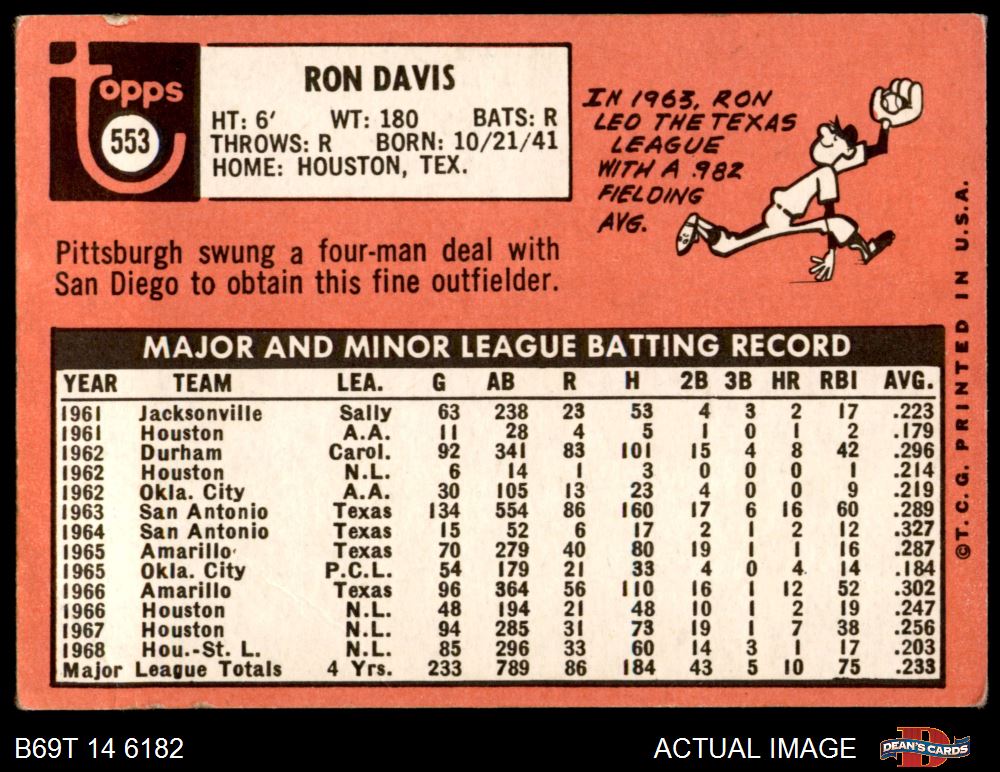 topps
553
RON DAVIS
HT: 6' WT: 180 BATS: R
THROWS: R BORN: 10/21/41
HOME: HOUSTON, TEX.
IN 1963, RON
LED THE TEXAS
LEAGUE
WITH A .982
FIELDING
AVG.
Pittsburgh swung a four-man deal with
San Diego to obtain this fine outfielder.
MAJOR AND MINOR LEAGUE BATTING RECORD
YEAR TEAM LEA. G AB R H 2B 3B HR RBI AVG.
1961 Jacksonville Sally 63 238 23 53 4 3 2 17 .223
1961 Houston A.A. 11 28 4 5 1 0 1 2 .179
1962 Durham Carol. 92 341 83 101 15 4 8 42 .296
1962 Houston N.L. 6 14 1 3 0 0 0 1 .214
1962 Okla. City A.A. 30 105 13 23 4 0 0 9 .219
1963 San Antonio Texas 134 554 86 160 17 6 16 60 .289
1964 San Antonio Texas 15 52 6 17 2 1 2 12 .327
1965 Amarillo Texas 70 279 40 80 19 1 1 16 .287
1965 Okla. City P.C.L. 54 179 21 33 4 0 4 14 .184
1966 Amarillo Texas 96 364 56 110 16 1 12 52 .302
1966 Houston N.L. 48 194 21 48 10 1 2 19 .247
1967 Houston N.L. 94 285 31 73 19 1 7 38 .256
1968 Hou.-St. L. N.L. 85 296 33 60 14 3 1 17 .203
Major League Totals 4 Yrs. 233 789 86 184 43 5 10 75 .233
©T.C.G. PRINTED IN U.S.A.
B69T 14 6182
ACTUAL IMAGE
D
DEAN'S CARDS